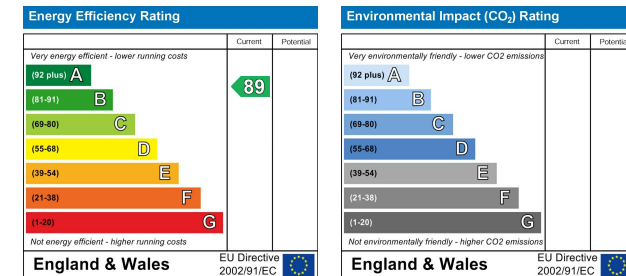 Energy Efficiency Rating
Current Potential
Very energy efficient - lower running costs
(92 plus) A
(81-91) B
89
(69-80) C
(55-68) D
(39-54) E
(21-38) F
(1-20) G
Not energy efficient - higher running costs
England & Wales
EU Directive
2002/91/EC
Environmental Impact (CO₂) Rating
Current Potential
Very environmentally friendly - lower CO2 emissions
(92 plus) A
(81-91) B
(69-80) C
(55-68) D
(39-54) E
(21-38) F
(1-20) G
Not environmentally friendly - higher CO2 emissions
England & Wales
EU Directive
2002/91/EC